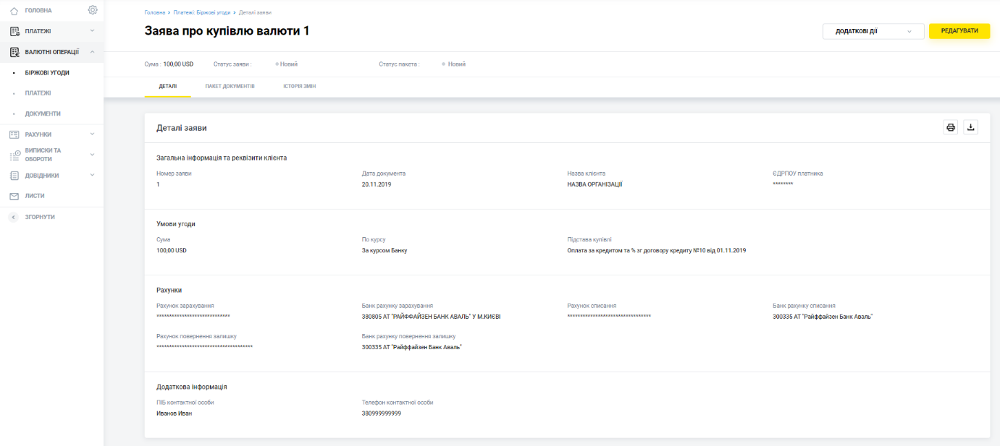 ГОЛОВНА
ПЛАТЕЖІ
ВАЛЮТНІ ОПЕРАЦІЇ
БІРЖОВІ УГОДИ
ПЛАТЕЖІ
ДОКУМЕНТИ
РАХУНКИ
ВИПИСКИ ТА
ОБОРОТИ
ДОВІДНИКИ
ЛИСТИ
ЗГОРНУТИ
Головна > Платежі: Біржові угоди > Деталі заяви
Заява про купівлю валюти 1
ДОДАТКОВІ ДІЇ
РЕДАГУВАТИ
Сума : 100,00 USD Статус заяви : Новий Статус пакета : Новий
ДЕТАЛІ ПАКЕТ ДОКУМЕНТІВ ІСТОРІЯ ЗМІН
Деталі заяви
Загальна інформація та реквізити клієнта
Номер заяви Дата документа Назва клієнта ЄДРПОУ платника
1 20.11.2019 НАЗВА ОРГАНІЗАЦІЇ ********
Умови угоди
Сума По курсу Підстава купівлі
100,00 USD За курсом Банку Оплата за кредитом та % зг договору кредиту №10 від 01.11.2019
Рахунки
Рахунок зарахування Банк рахунку зарахування Рахунок списання Банк рахунку списання
***************************** 380805 АТ "РАЙФФАЙЗЕН БАНК АВАЛЬ" У М.КИЄВІ ********************************* 300335 АТ "Райффайзен Банк Аваль"
Рахунок повернення залишку Банк рахунку повернення залишку
************************************** 300335 АТ "Райффайзен Банк Аваль"
Додаткова інформація
ПІБ контактної особи Телефон контактної особи
Иванов Иван 380999999999